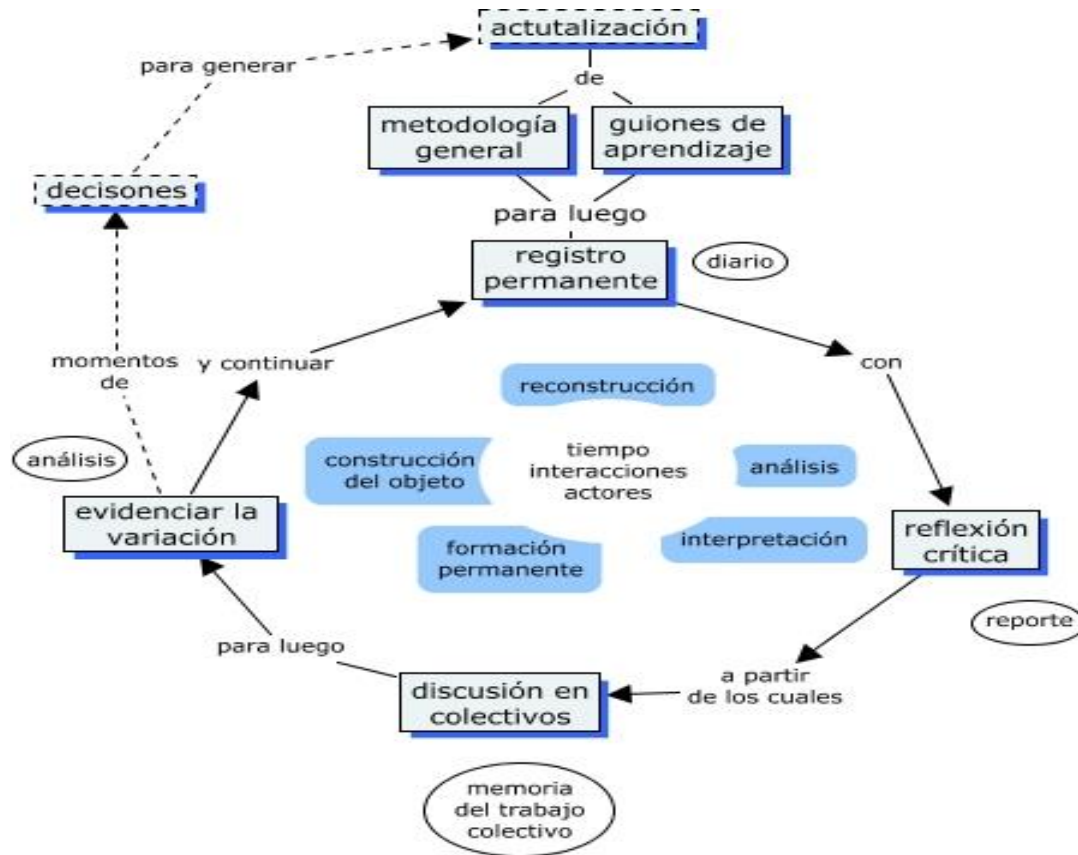 actutalización
para generar
de
metodología
general
guiones de
aprendizaje
decisones
para luego
registro
permanente
diario
momentos
de
y continuar
con
reconstrucción
análisis
construcción
del objeto
tiempo
interacciones
actores
análisis
evidenciar la
variación
formación
permanente
interpretación
reflexión
crítica
reporte
para luego
discusión en
colectivos
a partir
de los cuales
memoria
del trabajo
colectivo